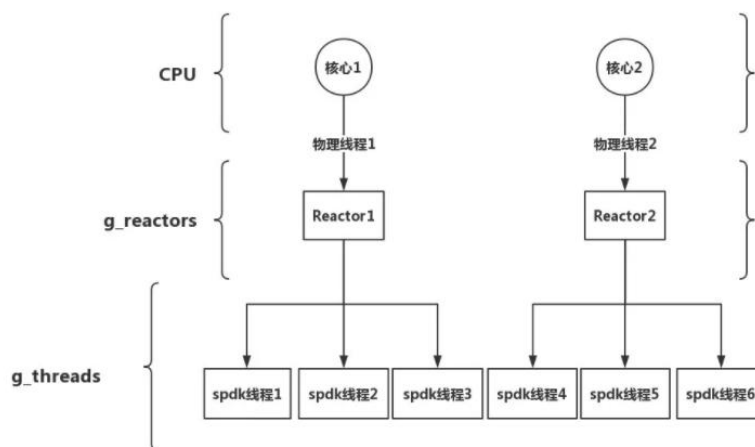 CPU
核心1
核心2
物理线程1
物理线程2
g_reactors
Reactor1
Reactor2
g_threads
spdk线程1
spdk线程2
spdk线程3
spdk线程4
spdk线程5
spdk线程6